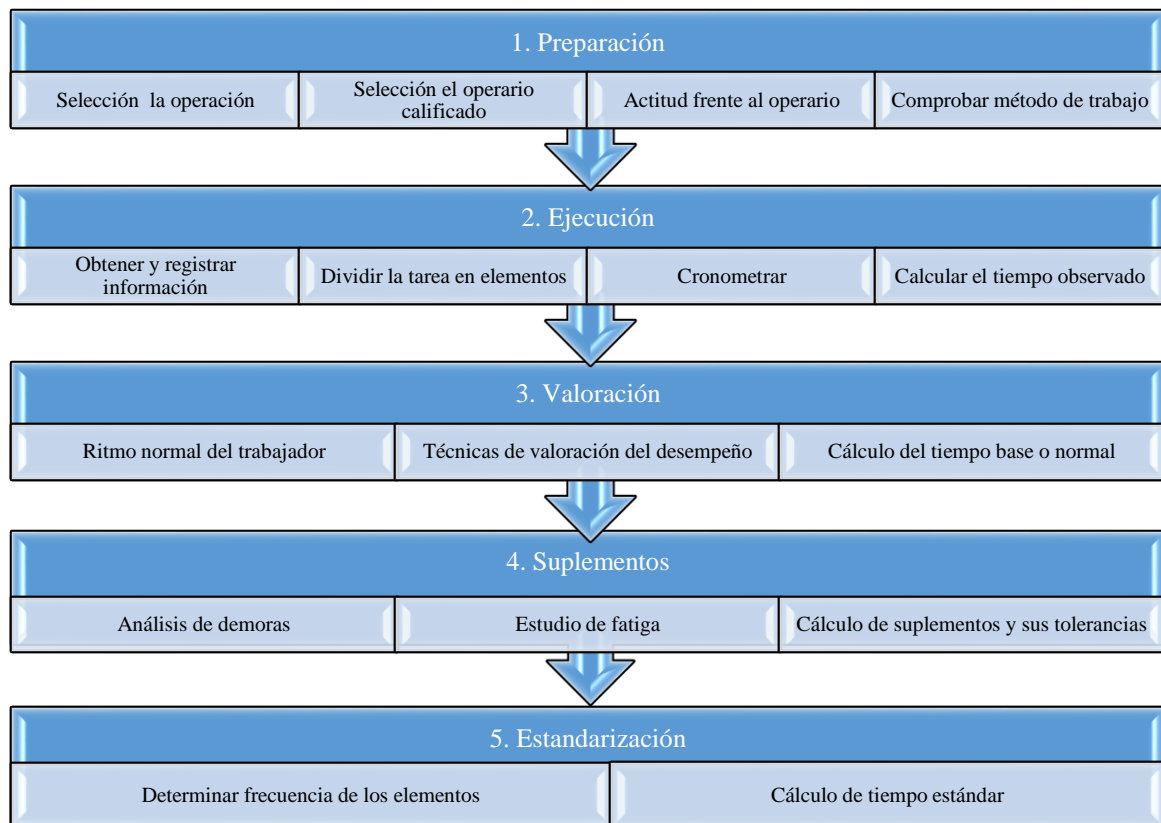 1. Preparación
Selección la operación
Selección el operario
calificado
Actitud frente al operario
Comprobar método de trabajo
2. Ejecución
Obtener y registrar
información
Dividir la tarea en elementos
Cronometrar
Calcular el tiempo observado
3. Valoración
Ritmo normal del trabajador
Técnicas de valoración del desempeño
Cálculo del tiempo base o normal
4. Suplementos
Análisis de demoras
Estudio de fatiga
Cálculo de suplementos y sus tolerancias
5. Estandarización
Determinar frecuencia de los elementos
Cálculo de tiempo estándar